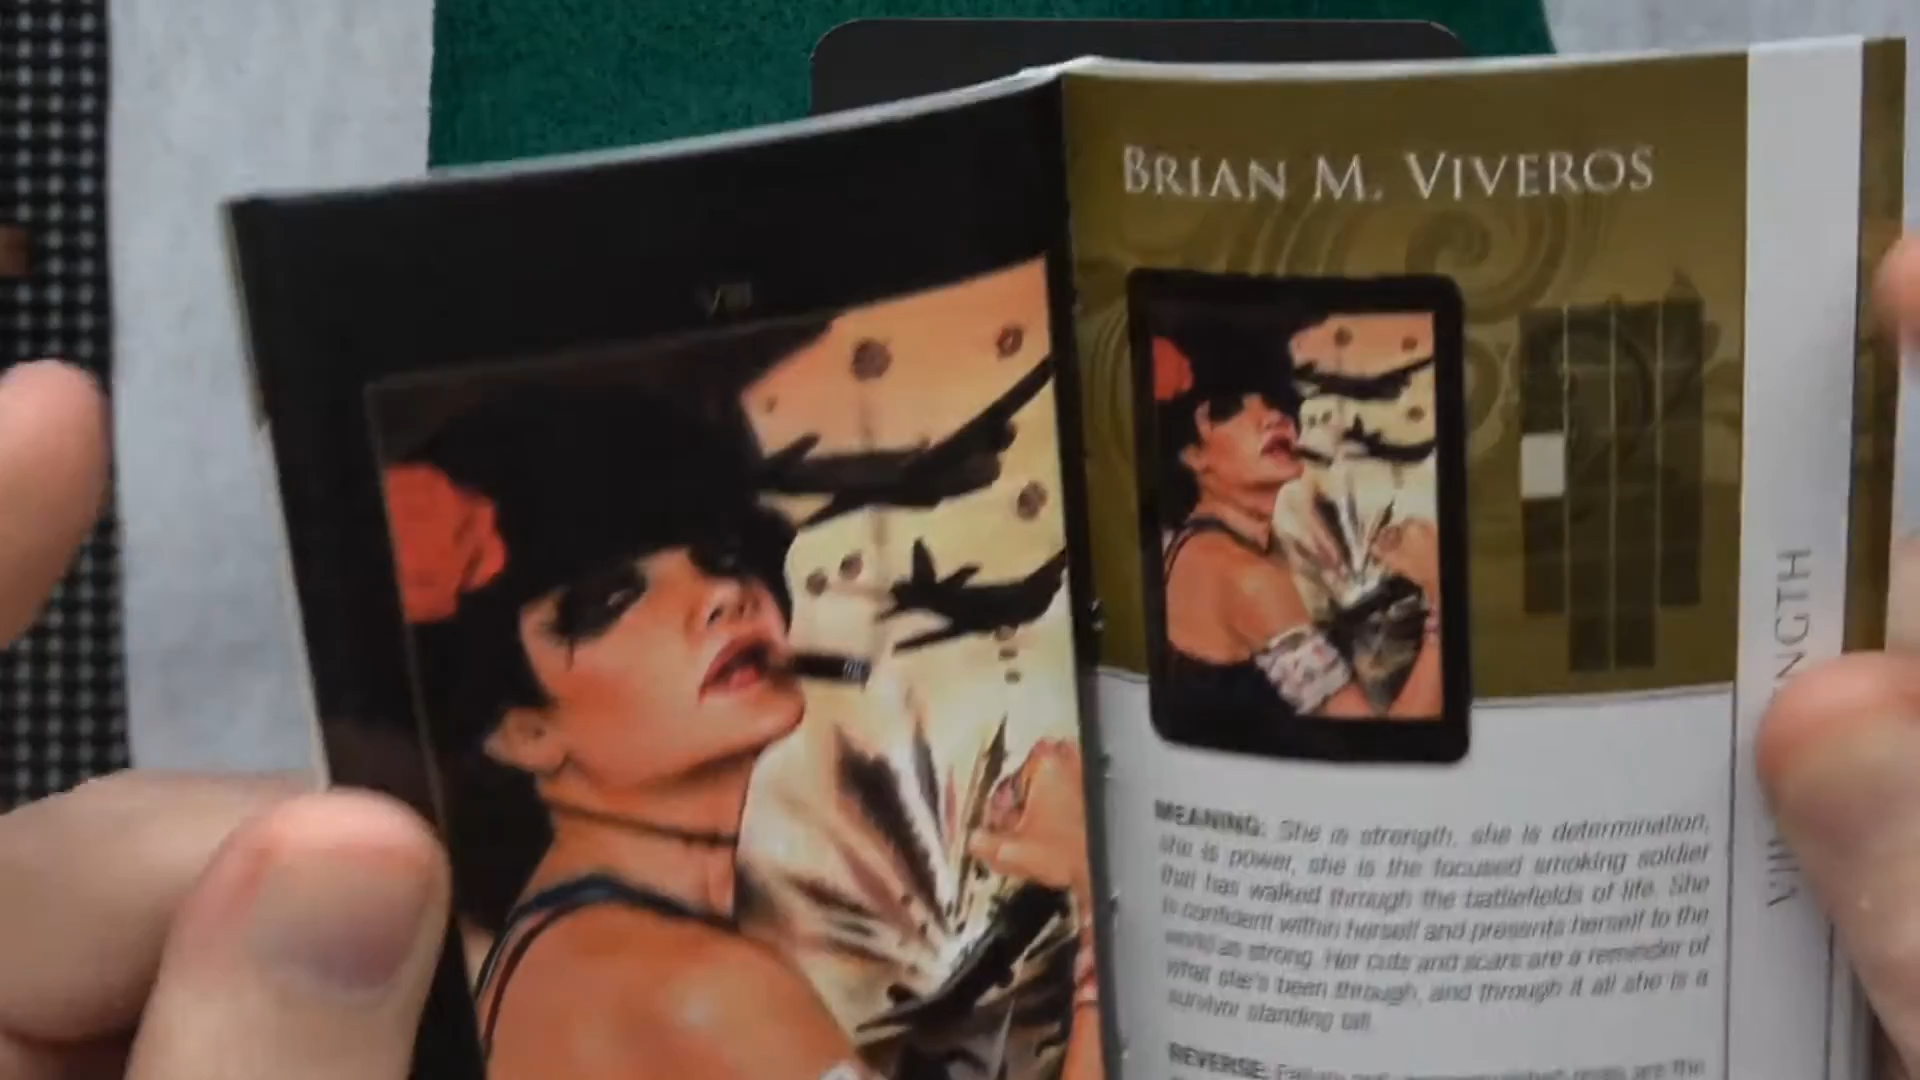 VIII
BRIAN M. VIVEROS
MEANING: She is strength, she is determination,
she is power, she is the focused smoking soldier
that has walked through the battlefields of life. She
is confident within herself and presents herself to the
world as strong. Her cuts and scars are a reminder of
what she's been through, and through it all she is a
survivor standing tall.
REVERSE: are the